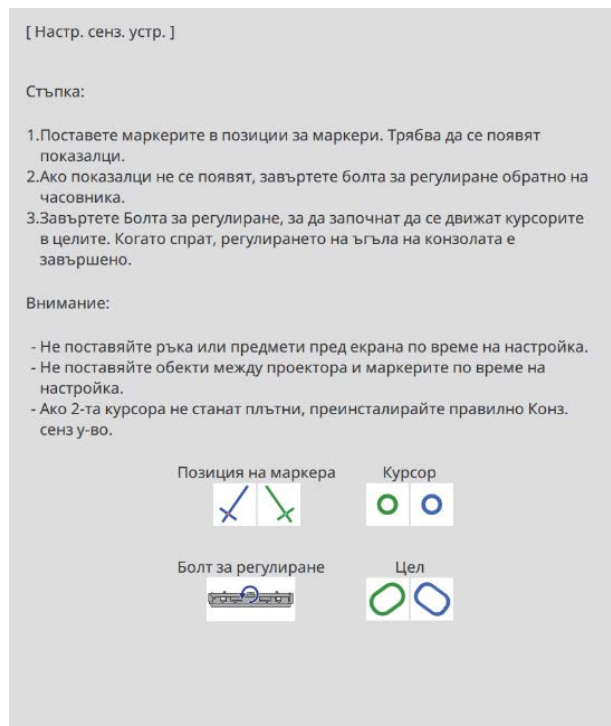 [ Настр. сенз. устр. ]
Стъпка:
1.Поставете маркерите в позиции за маркери. Трябва да се появят
показалци.
2.Ако показалци не се появят, завъртете болта за регулиране обратно на
часовника.
3.Завъртете Болта за регулиране, за да започнат да се движат курсорите
в целите. Когато спрат, регулирането на ъгъла на конзолата е
завършено.
Внимание:
- Не поставяйте ръка или предмети пред екрана по време на настройка.
- Не поставяйте обекти между проектора и маркерите по време на
настройка.
- Ако 2-та курсора не станат плътни, преинсталирайте правилно Конз.
сенз у-во.
Позиция на маркера Курсор
Болт за регулиране Цел